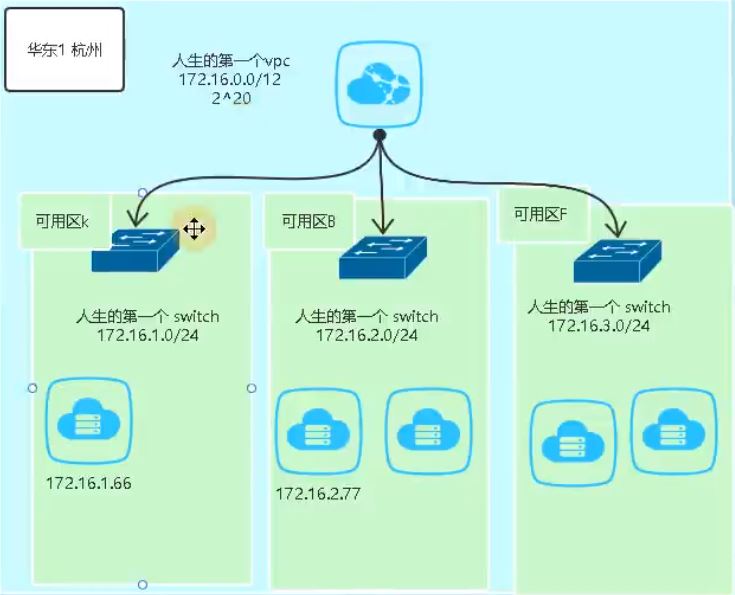 华东1 杭州
人生的第一个vpc
172.16.0.0/12
2^20
可用区k
可用区B
可用区F
人生的第一个 switch
172.16.1.0/24
人生的第一个 switch
172.16.2.0/24
人生的第一个 switch
172.16.3.0/24
172.16.1.66
172.16.2.77